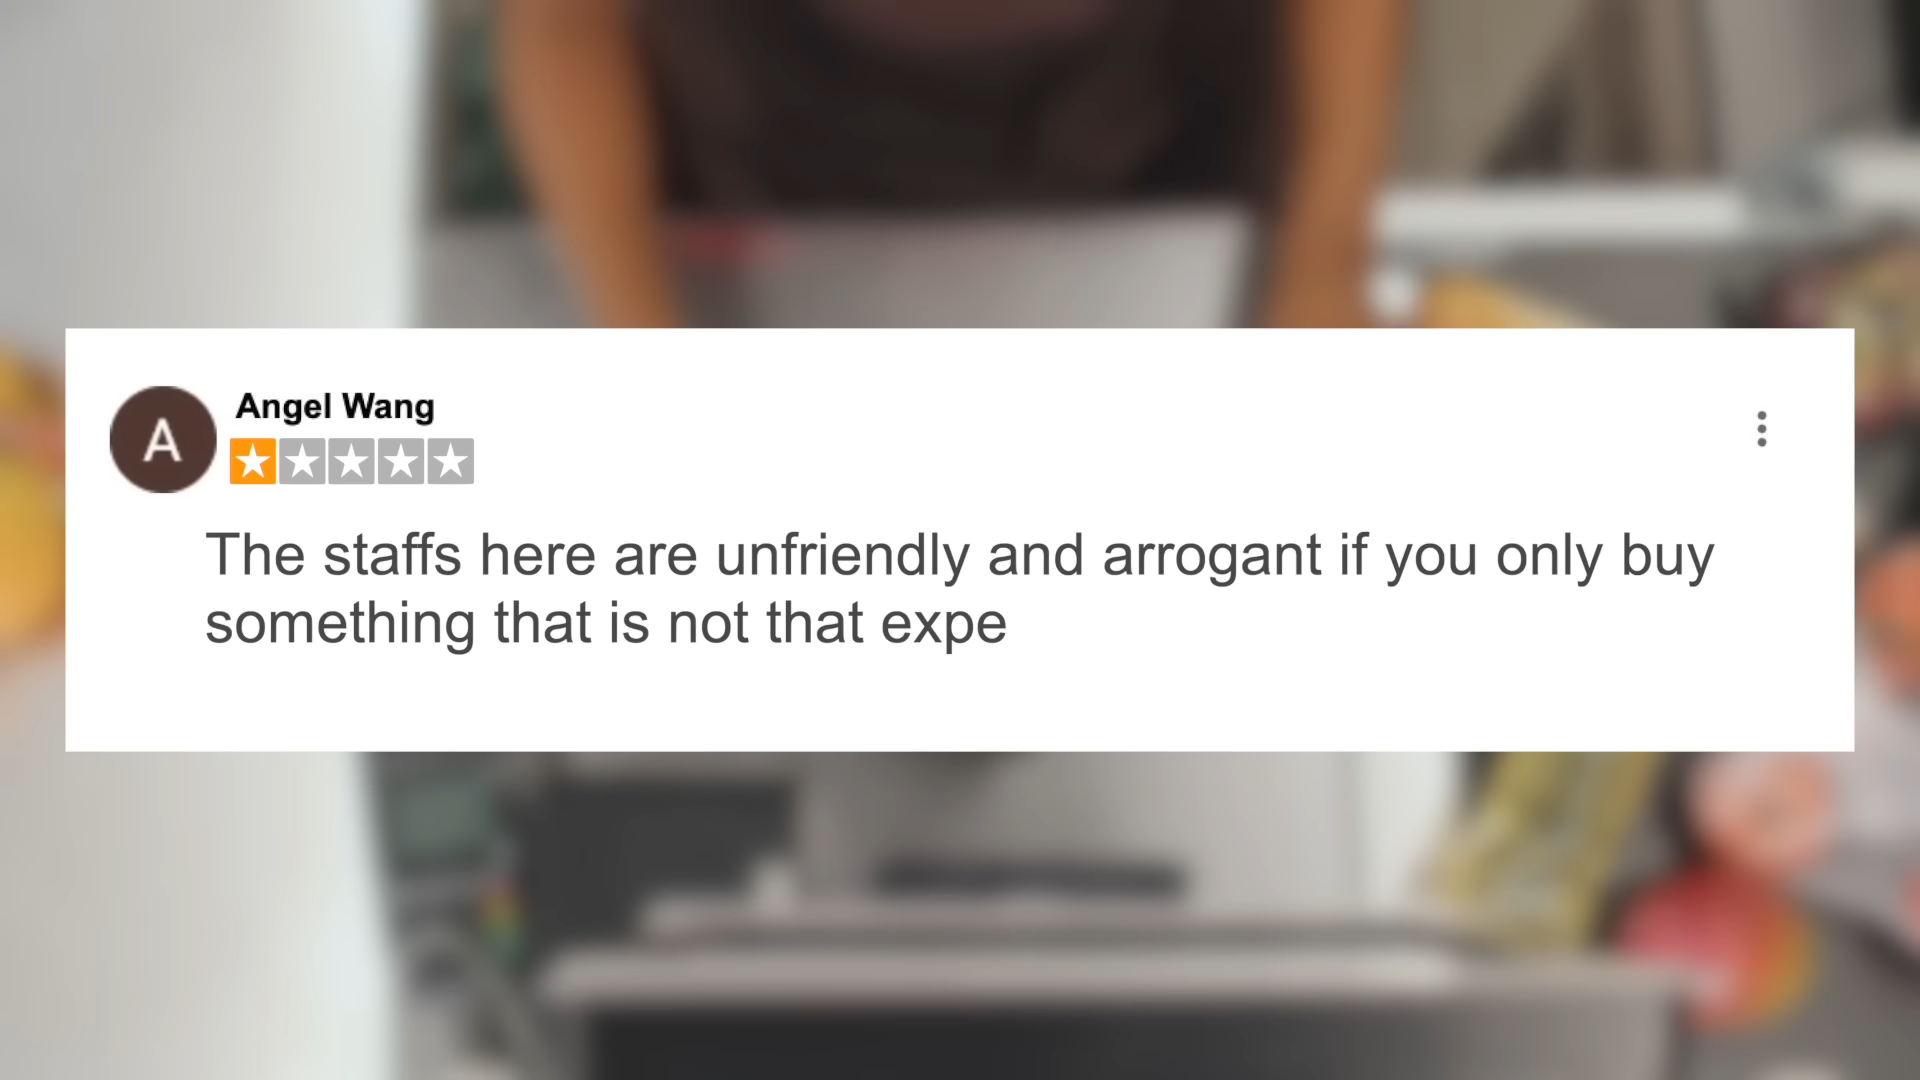 A
Angel Wang
The staffs here are unfriendly and arrogant if you only buy
something that is not that expe